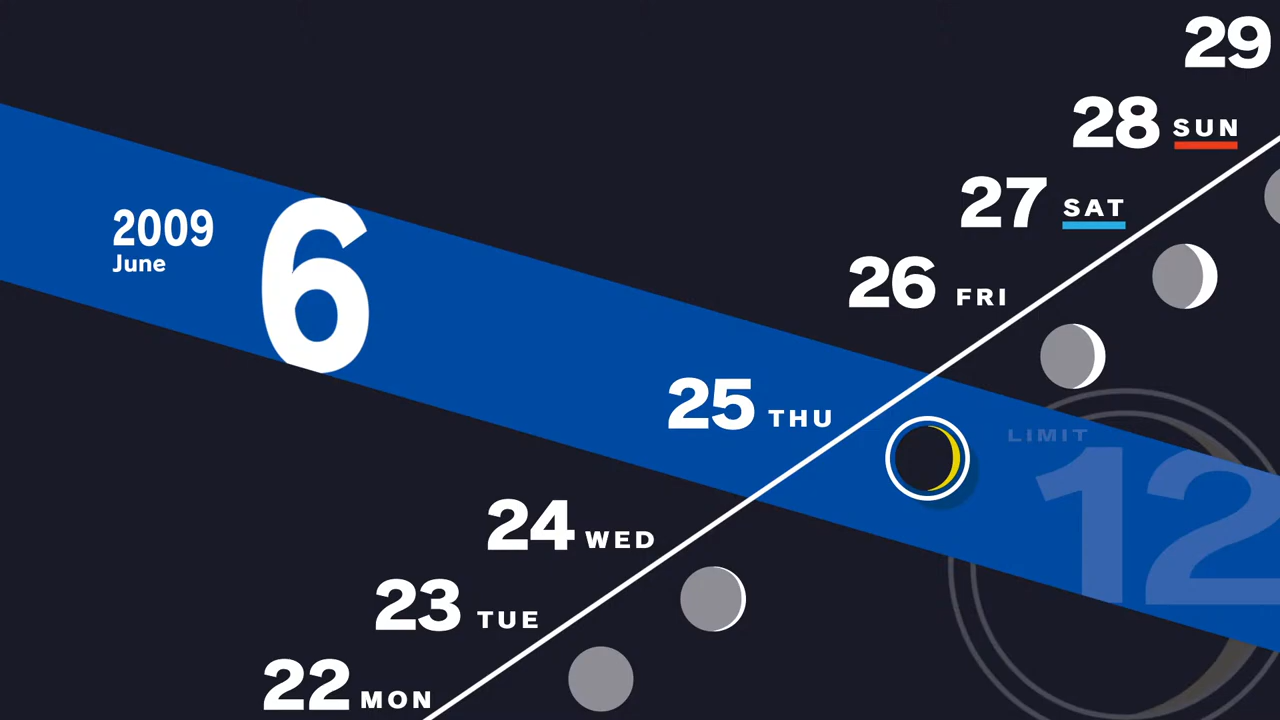 29
28 SUN
27 SAT
26 FRI
2009
June
6
25 THU
LIMIT
12
24 WED
23 TUE
22 MON